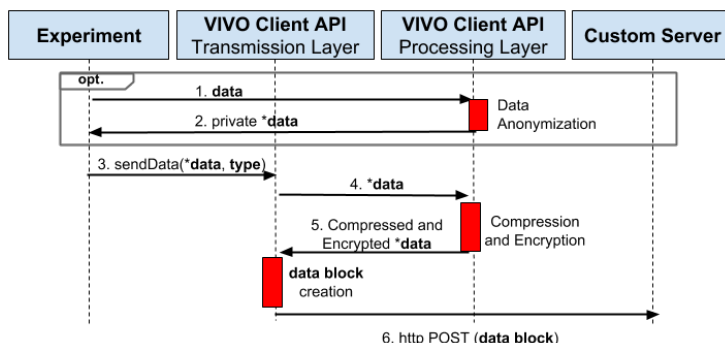 Experiment
VIVO Client API
Transmission Layer
VIVO Client API
Processing Layer
Custom Server
opt.
1. data
2. private *data
Data
Anonymization
3. sendData(*data, type)
4. *data
5. Compressed and
Encrypted *data
Compression
and Encryption
data block
creation
6. http POST (data block)